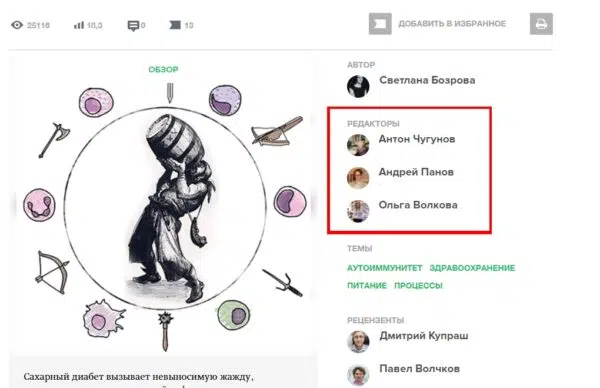 25116 18,3 0 13 ДОБАВИТЬ В ИЗБРАННОЕ
ОБЗОР
Сахарный диабет вызывает невыносимую жажду,
АВТОР
Светлана Бозрова
РЕДАКТОРЫ
Антон Чугунов
Андрей Панов
Ольга Волкова
ТЕМЫ
АУТОИММУНИТЕТ ЗДРАВООХРАНЕНИЕ
ПИТАНИЕ ПРОЦЕССЫ
РЕЦЕНЗЕНТЫ
Дмитрий Купраш
Павел Волчков